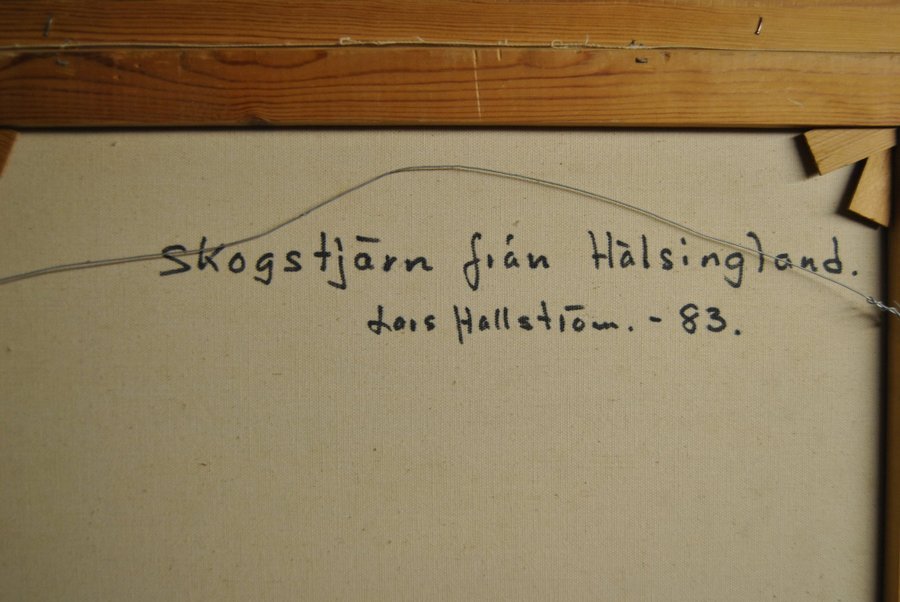 Skogstjärn från Hälsingland.
Lars Hallström. - 83.